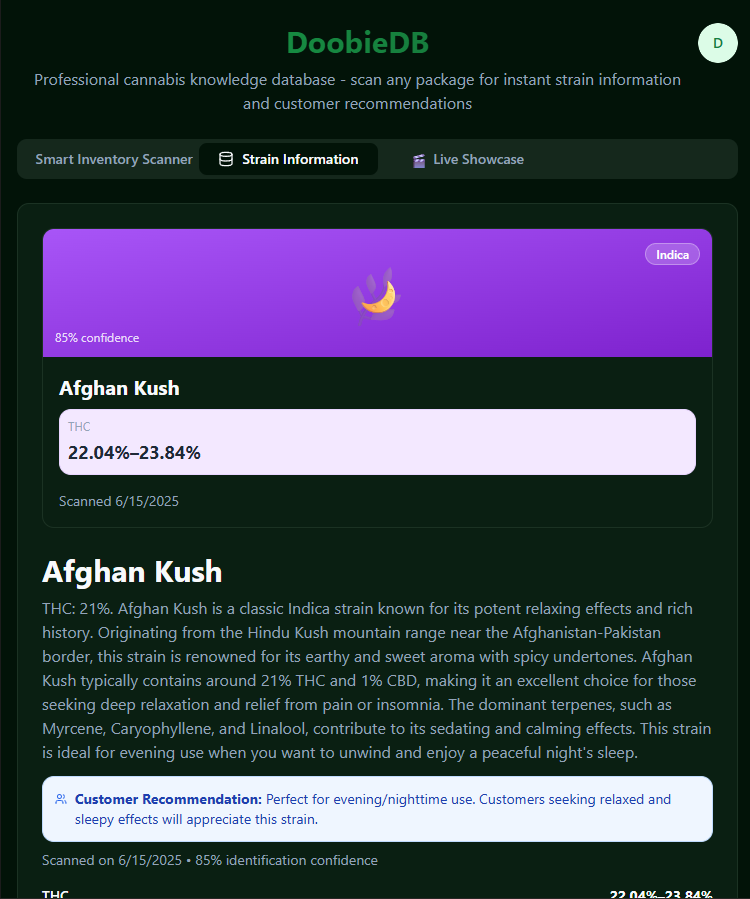 DoobieDB
D
Professional cannabis knowledge database - scan any package for instant strain information
and customer recommendations
Smart Inventory Scanner
Strain Information
Live Showcase
Indica
85% confidence
Afghan Kush
THC
22.04%–23.84%
Scanned 6/15/2025
Afghan Kush
THC: 21%. Afghan Kush is a classic Indica strain known for its potent relaxing effects and rich
history. Originating from the Hindu Kush mountain range near the Afghanistan-Pakistan
border, this strain is renowned for its earthy and sweet aroma with spicy undertones. Afghan
Kush typically contains around 21% THC and 1% CBD, making it an excellent choice for those
seeking deep relaxation and relief from pain or insomnia. The dominant terpenes, such as
Myrcene, Caryophyllene, and Linalool, contribute to its sedating and calming effects. This strain
is ideal for evening use when you want to unwind and enjoy a peaceful night's sleep.
Customer Recommendation: Perfect for evening/nighttime use. Customers seeking relaxed and
sleepy effects will appreciate this strain.
Scanned on 6/15/2025 • 85% identification confidence
THC
22.04%–23.84%